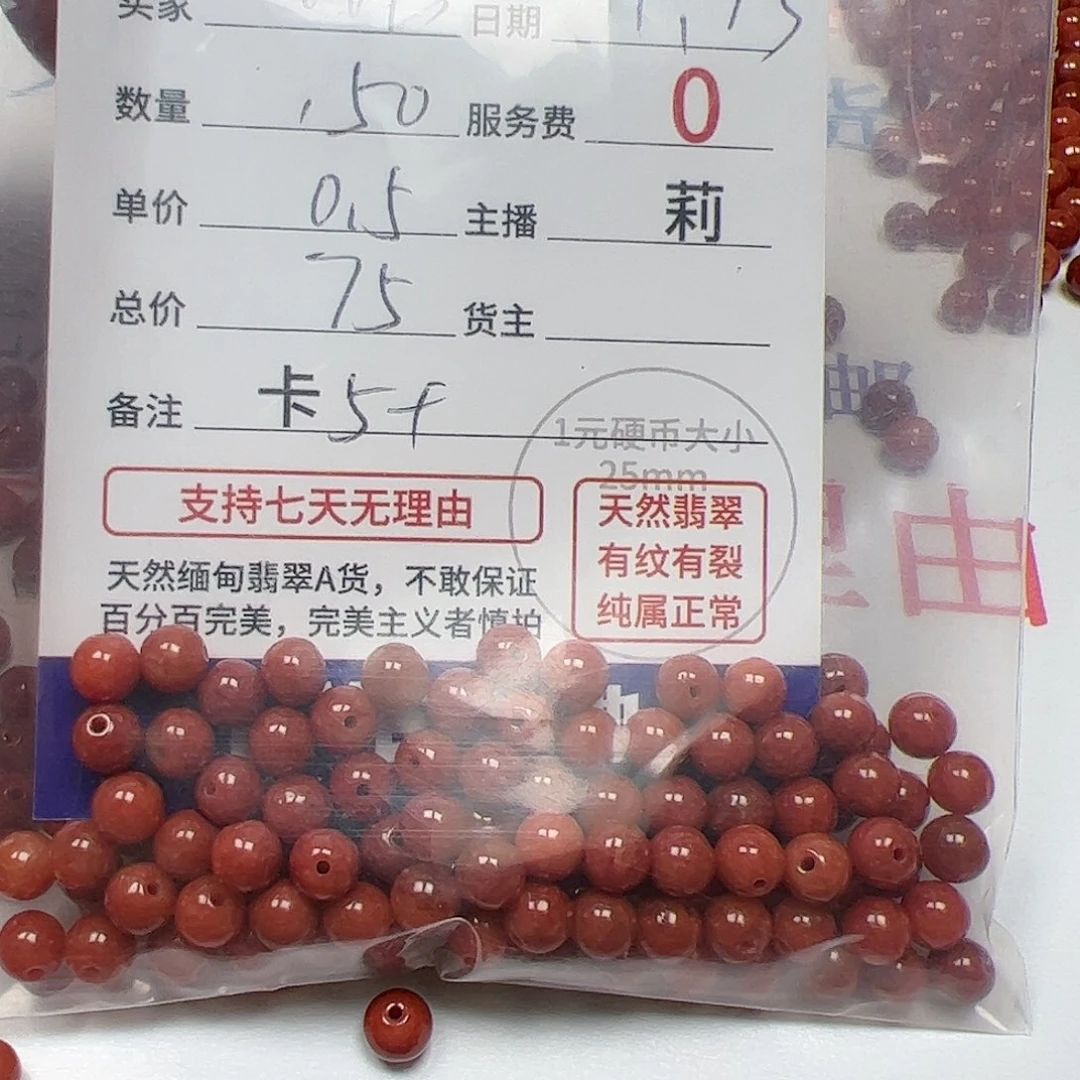 买家 日期
数量 150 服务费 0
单价 0.5 主播 莉
总价 75 货主
备注 卡5+
1元硬币大小
25mm
支持七天无理由
天然翡翠
有纹有裂
纯属正常
天然缅甸翡翠A货，不敢保证
百分百完美，完美主义者慎拍
由